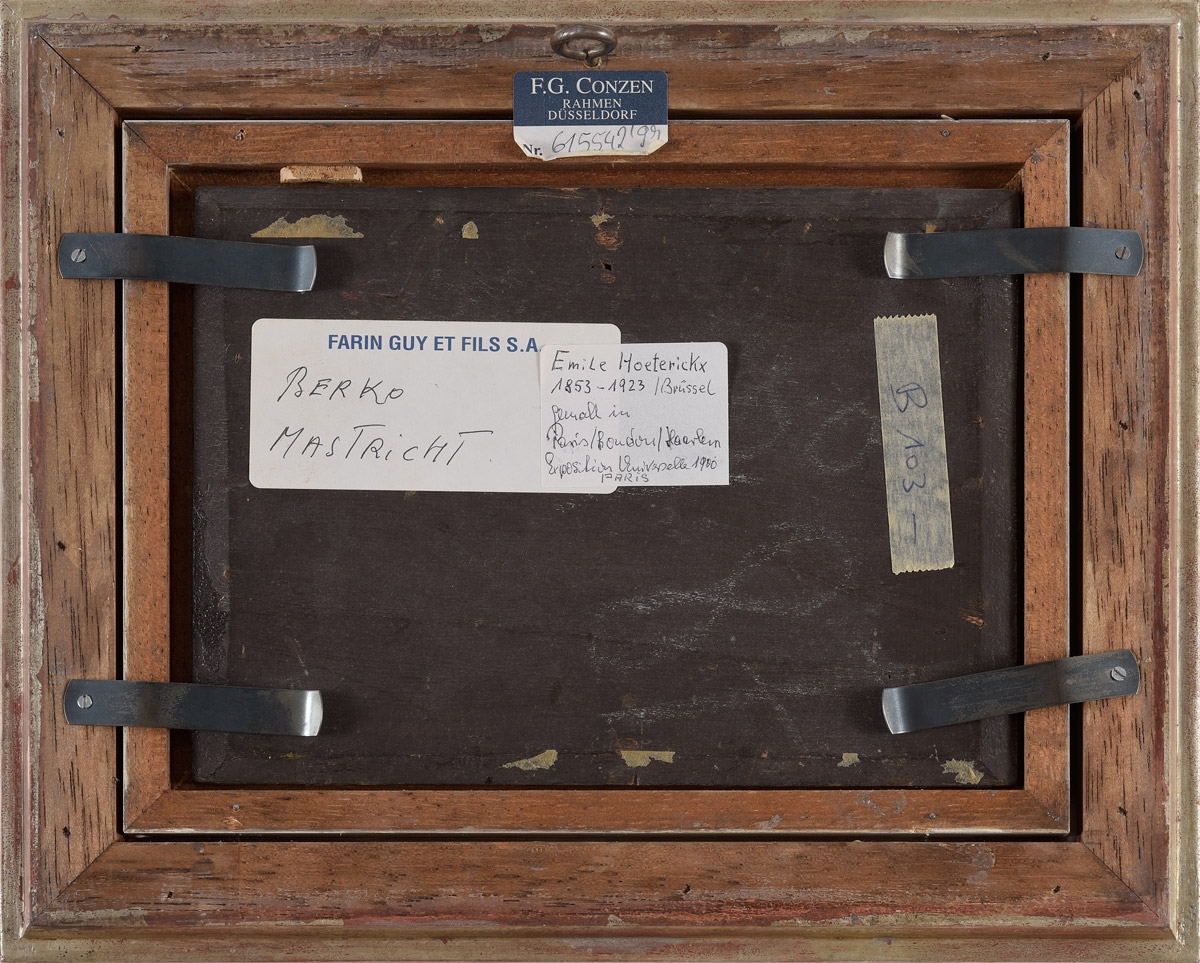 F.G. CONZEN
RAHMEN
DÜSSELDORF
Nr. 615542
FARIN GUY ET FILS S.A.
BERKO
MASTRICHT
Emile Hoeterickx
1853-1923 / Brüssel
gemalt in
Paris/London/Haarlem
Exposition Universelle 1900
PARIS
B 103 -